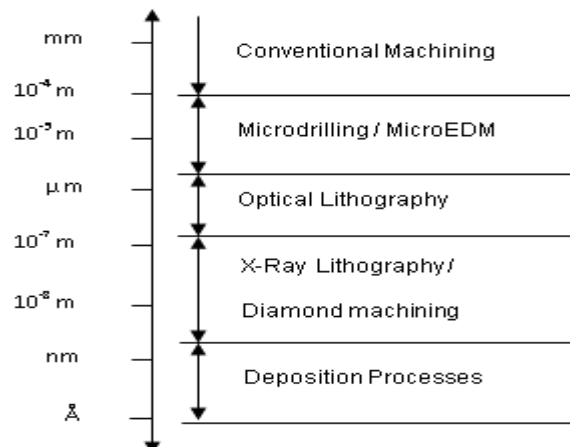 mm
Conventional Machining
10⁻⁴ m
10⁻⁵ m
Microdrilling / MicroEDM
μm
Optical Lithography
10⁻⁷ m
X-Ray Lithography/
Diamond machining
10⁻⁸ m
nm
Deposition Processes
Å